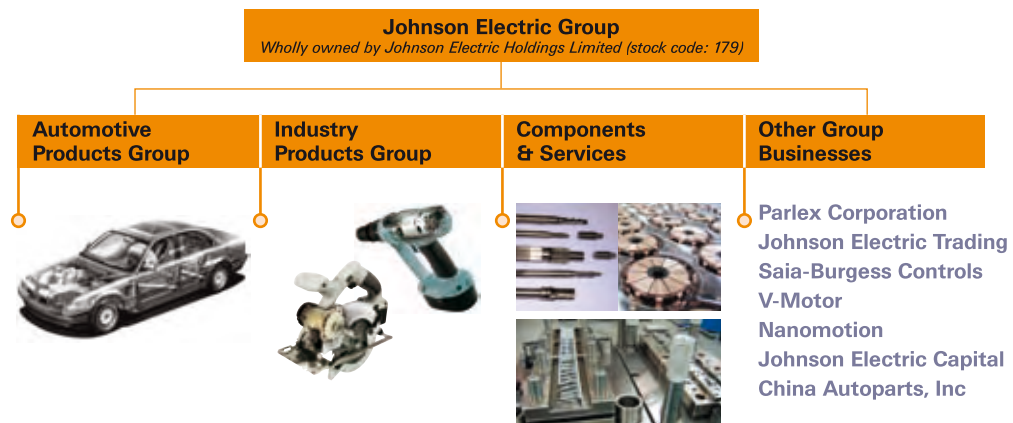 Johnson Electric Group
Wholly owned by Johnson Electric Holdings Limited (stock code: 179)
Automotive
Products Group
Industry
Products Group
Components
& Services
Other Group
Businesses
Parlex Corporation
Johnson Electric Trading
Saia-Burgess Controls
V-Motor
Nanomotion
Johnson Electric Capital
China Autoparts, Inc